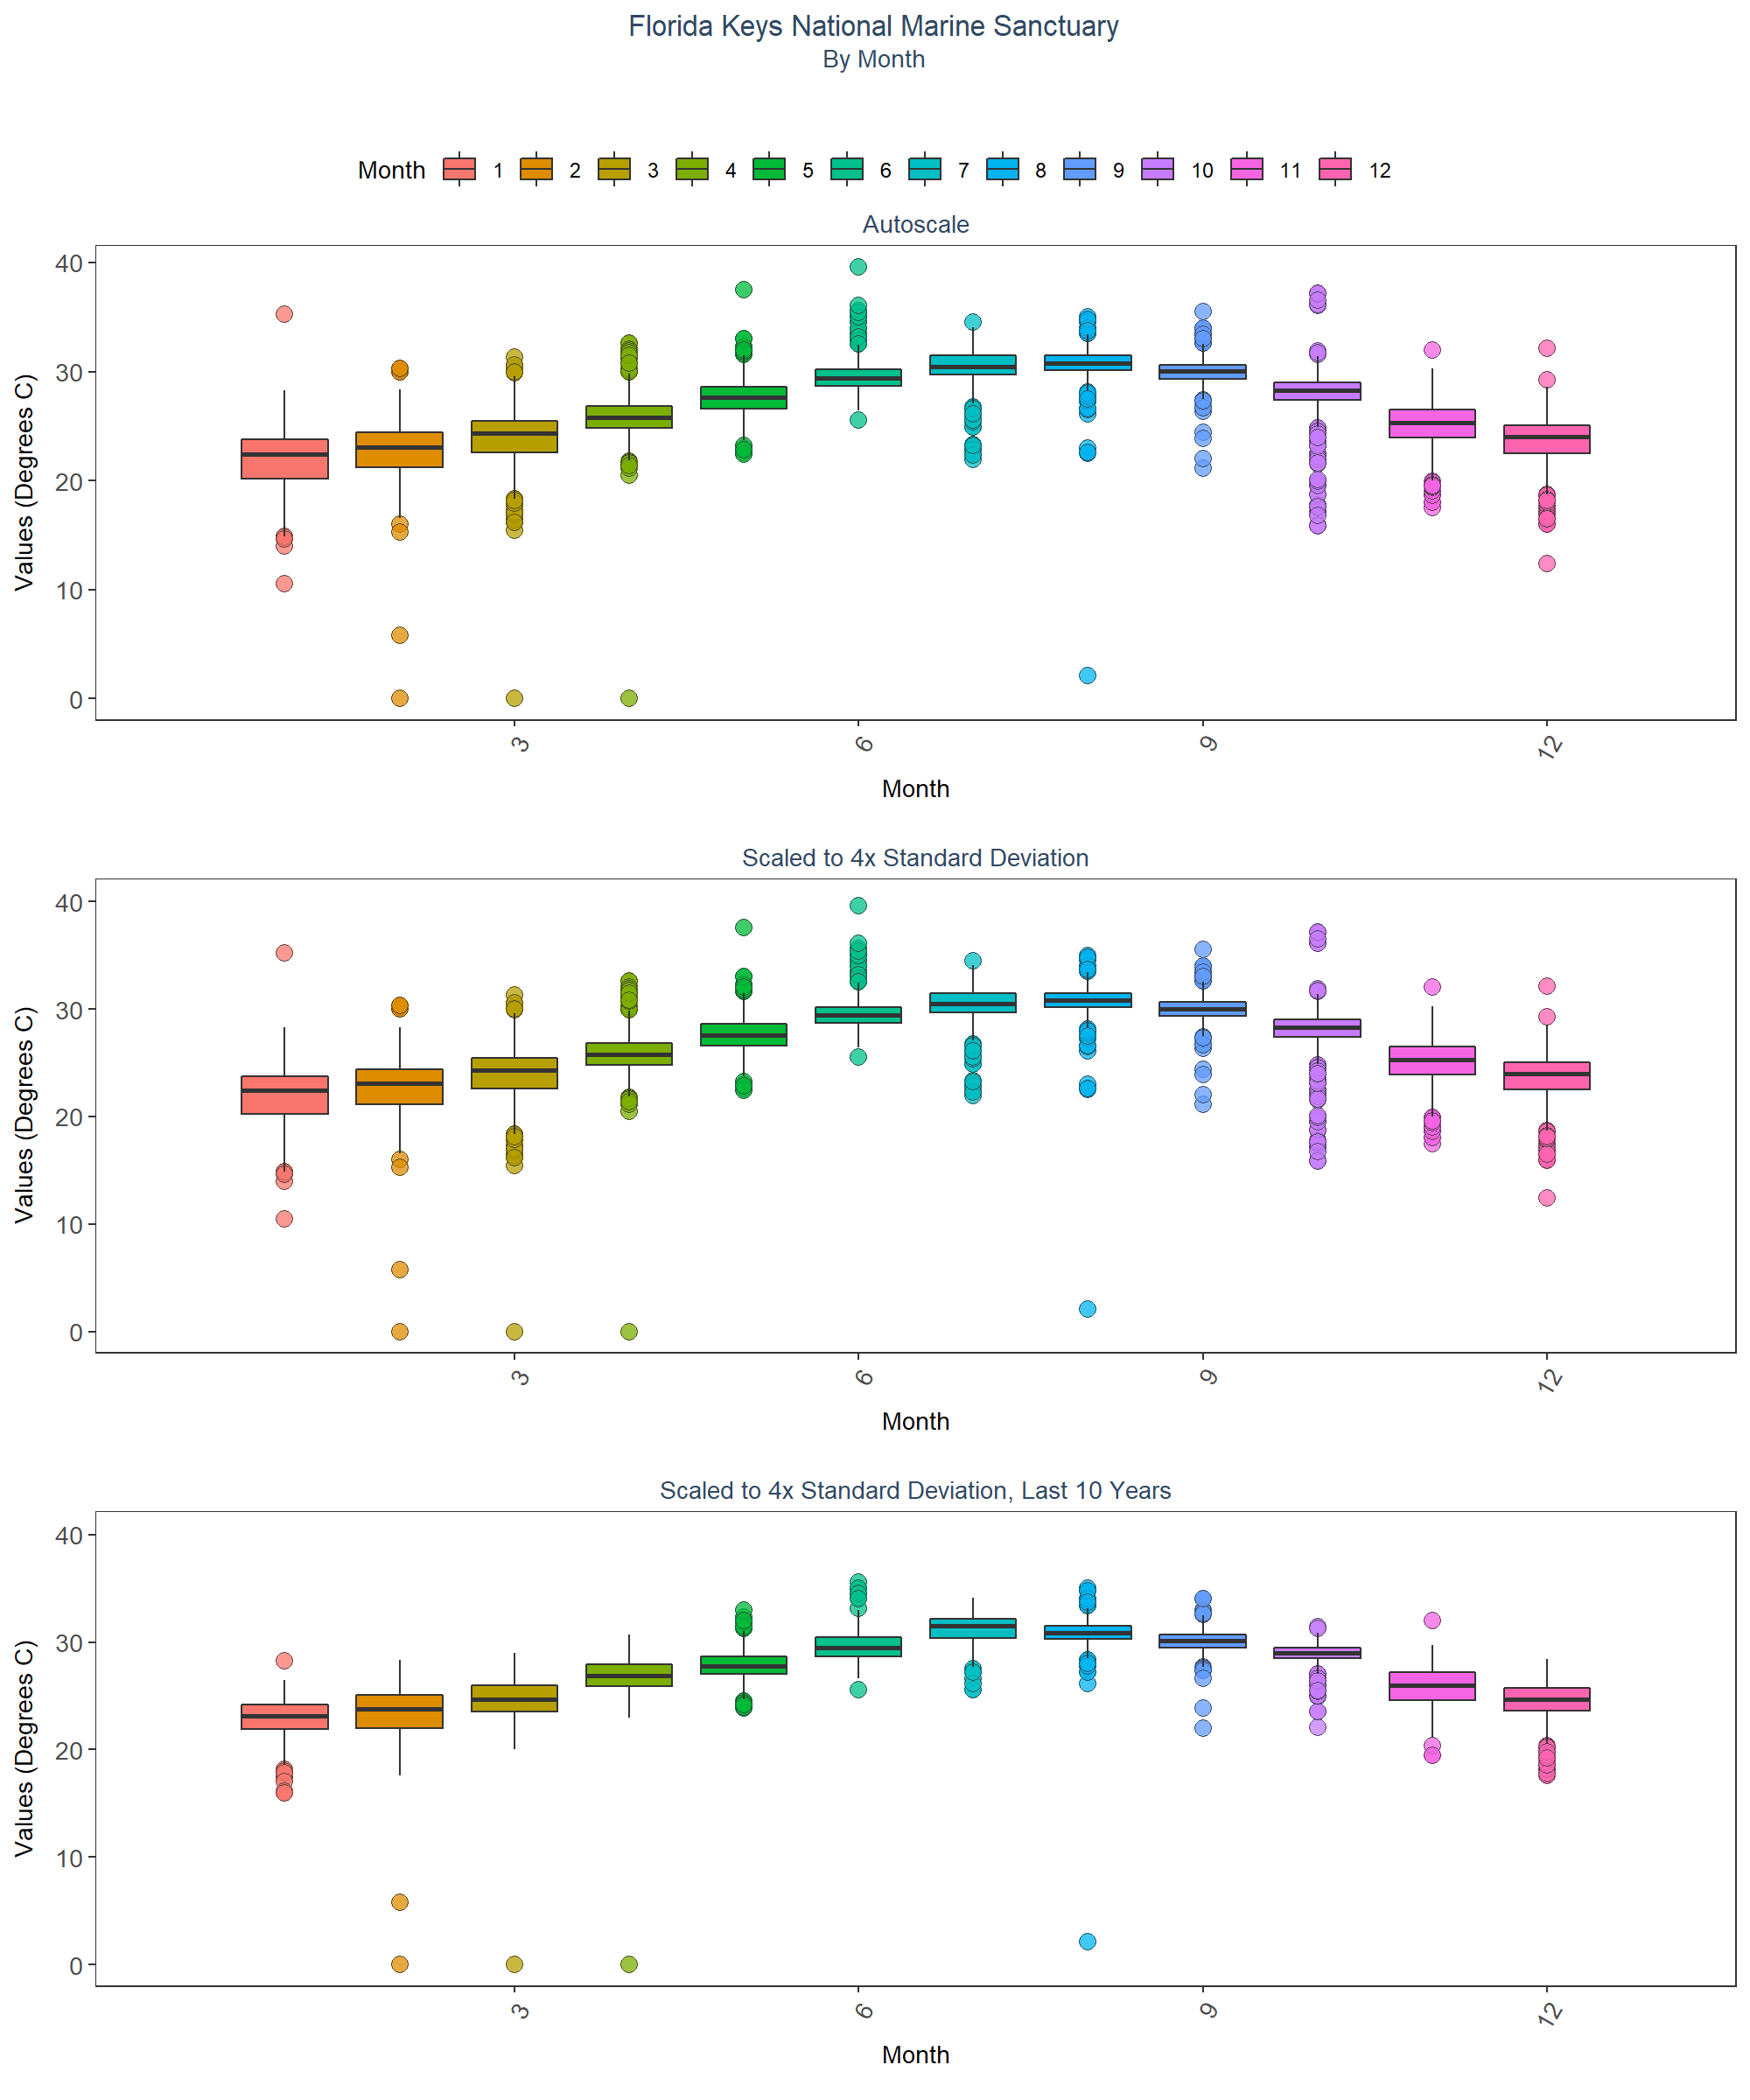 Florida Keys National Marine Sanctuary
By Month
Month 1 2 3 4 5 6 7 8 9 10 11 12
Autoscale
Values (Degrees C)
40
30
20
10
0
3 6 9 12
Month
Scaled to 4x Standard Deviation
Values (Degrees C)
40
30
20
10
0
3 6 9 12
Month
Scaled to 4x Standard Deviation, Last 10 Years
Values (Degrees C)
40
30
20
10
0
3 6 9 12
Month